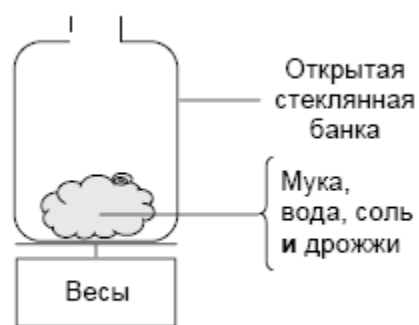 Открытая
стеклянная
банка
Мука,
вода, соль
и дрожжи
Весы